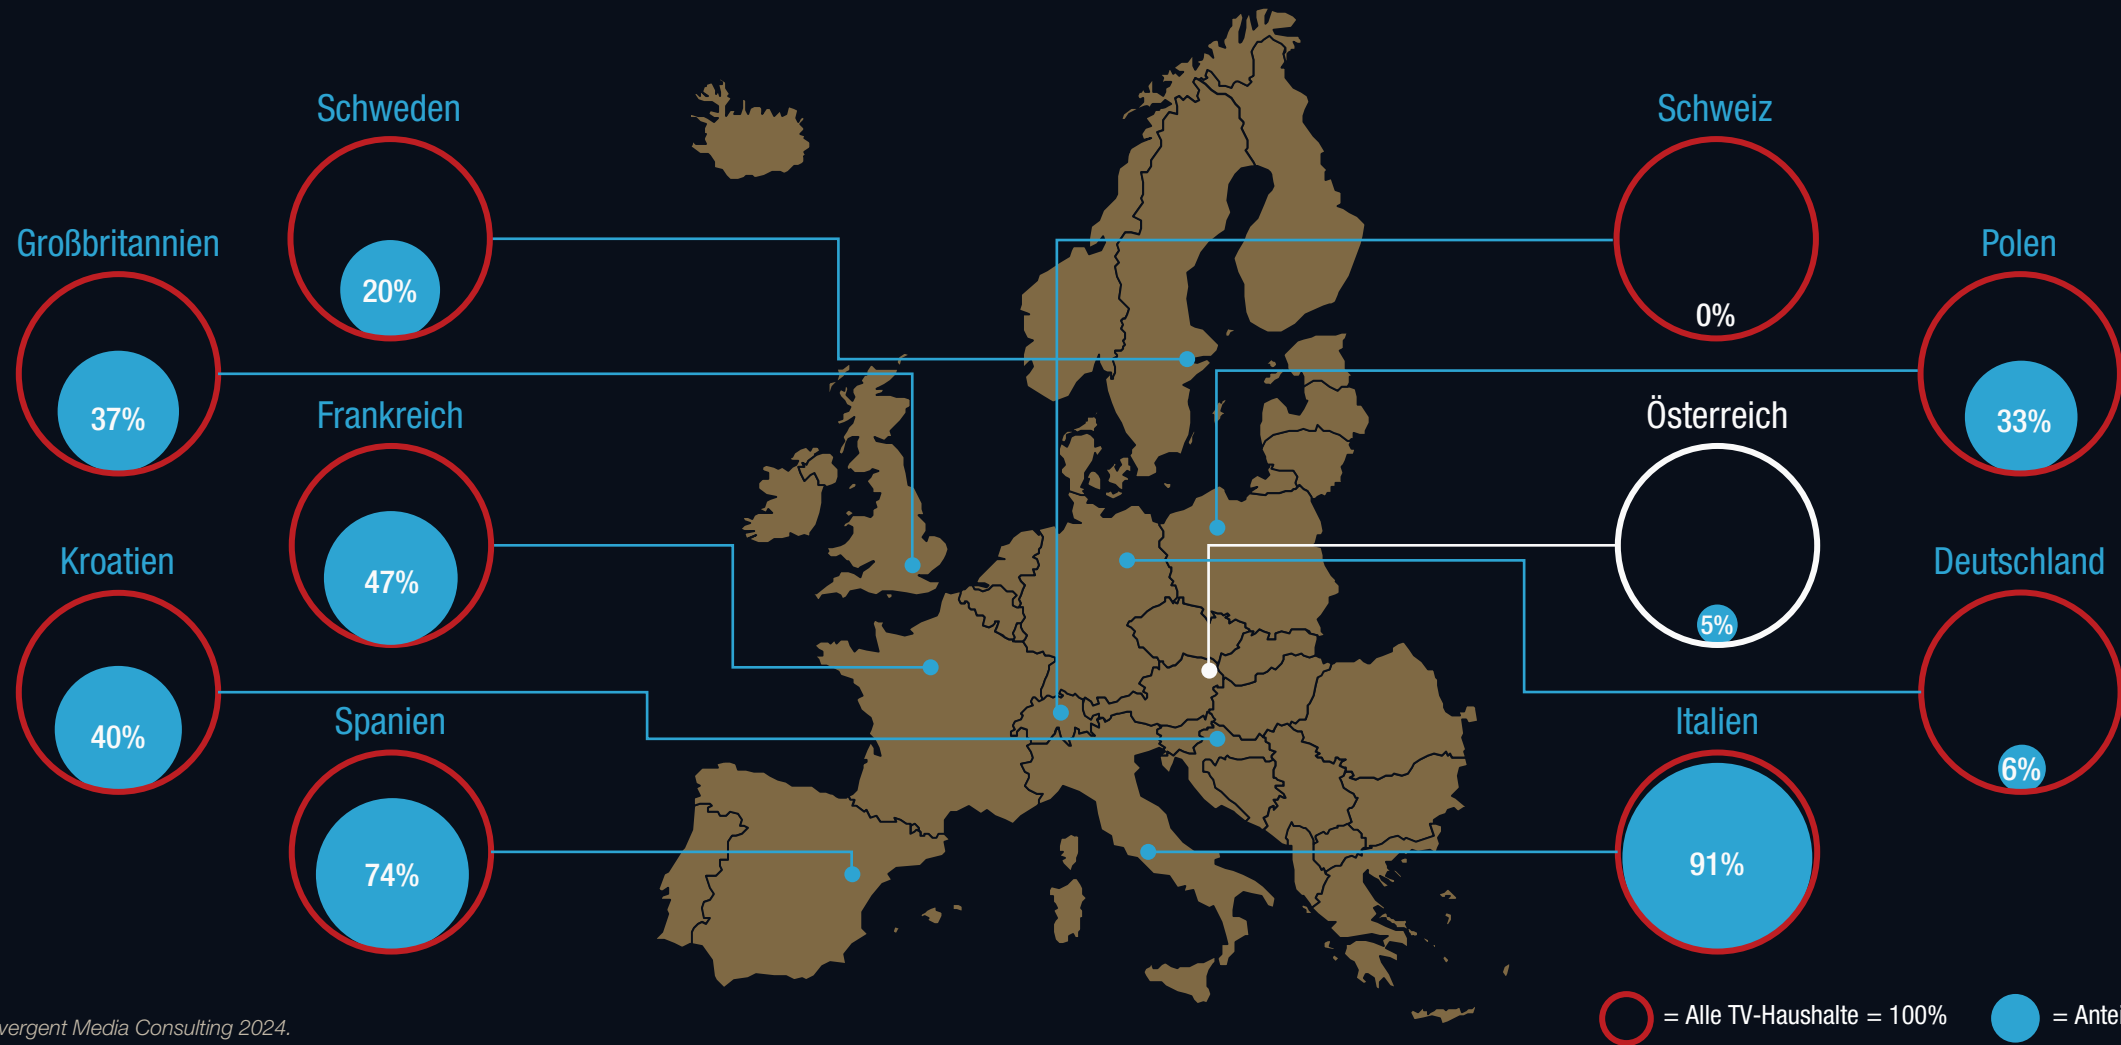 Schweden
20%
Großbritannien
37%
Frankreich
47%
Kroatien
40%
Spanien
74%
Schweiz
0%
Polen
33%
Österreich
5%
Deutschland
6%
Italien
91%
vergent Media Consulting 2024.
= Alle TV-Haushalte = 100%
= Antei